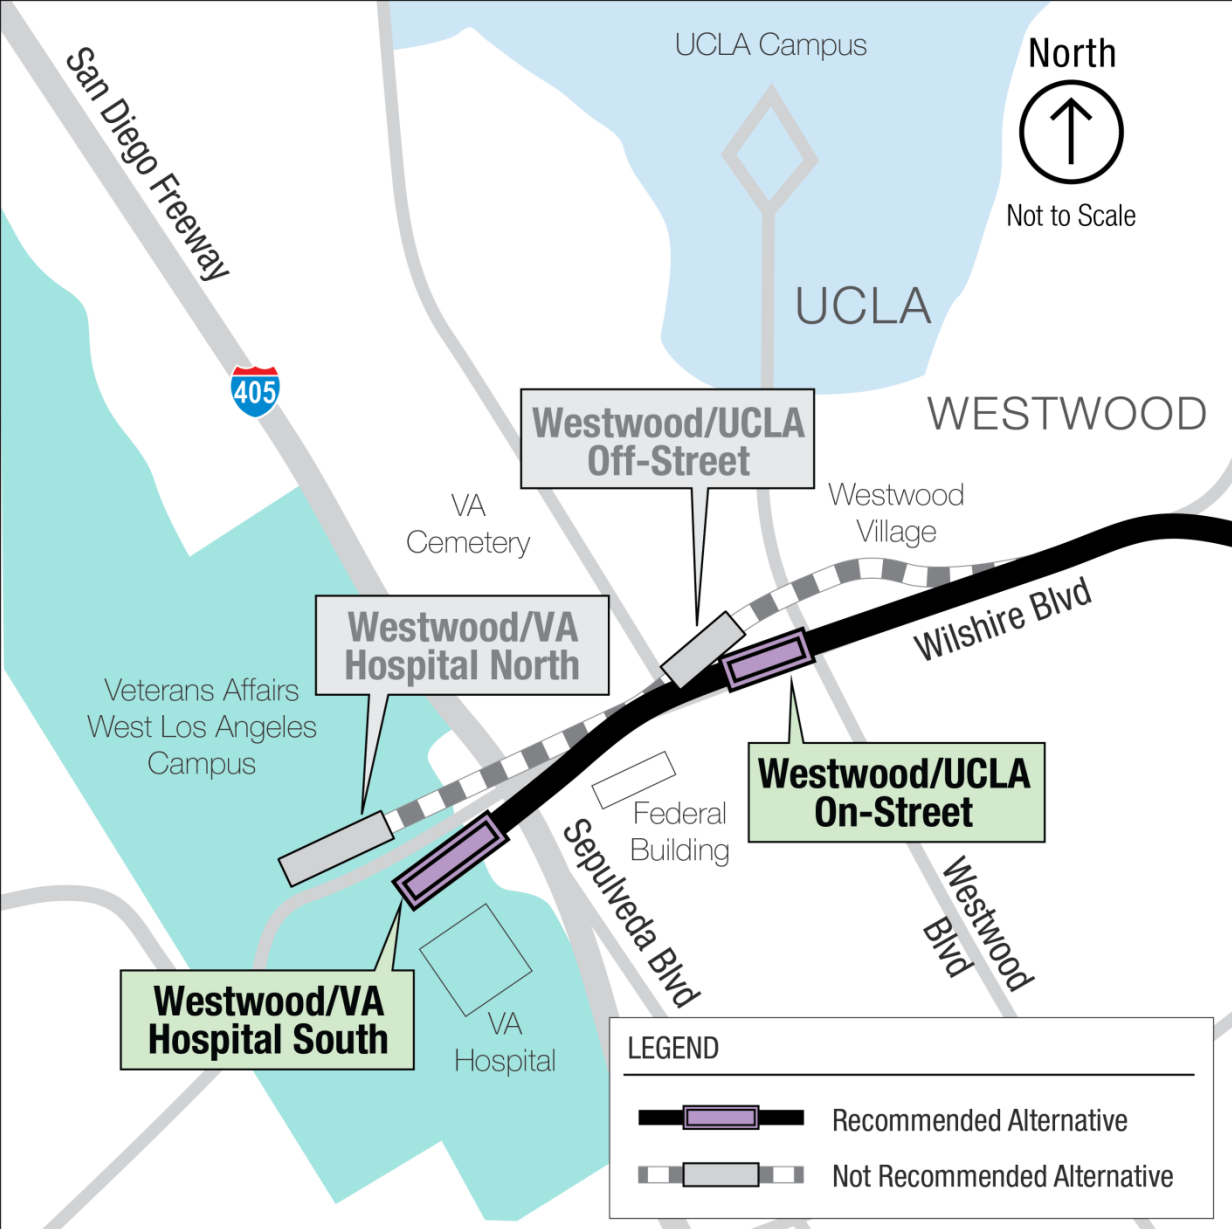 UCLA Campus
North
Not to Scale
San Diego Freeway
UCLA
405
WESTWOOD
Westwood/UCLA
Off-Street
VA
Cemetery
Westwood
Village
Wilshire Blvd
Westwood/VA
Hospital North
Veterans Affairs
West Los Angeles
Campus
Westwood/UCLA
On-Street
Federal
Building
Sepulveda Blvd
Westwood
Blvd
Westwood/VA
Hospital South
VA
Hospital
LEGEND
Recommended Alternative
Not Recommended Alternative